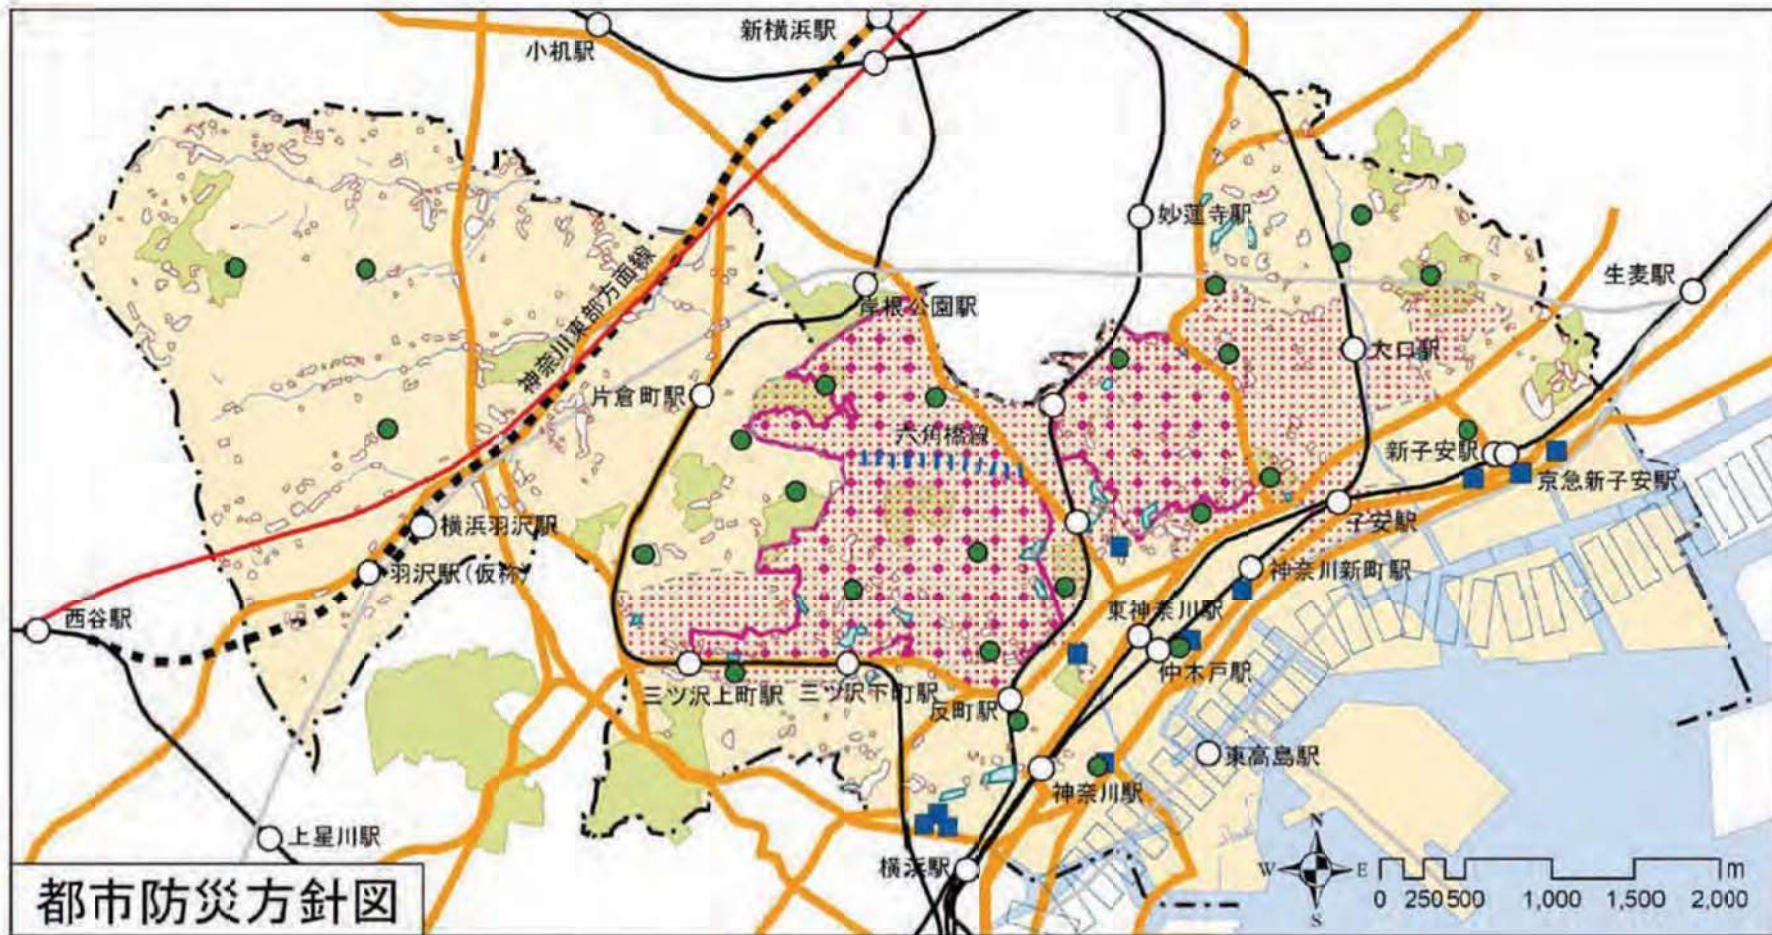 新横浜駅
小机駅
妙蓮寺駅
生麦駅
神奈川東部方面線
岸根公園駅
大口駅
片倉町駅
六角橋線
新子安駅
京急新子安駅
横浜羽沢駅
子安駅
羽沢駅(仮称)
神奈川新町駅
西谷駅
東神奈川駅
仲木戸駅
三ツ沢上町駅
三ツ沢下町駅
反町駅
東高島駅
神奈川駅
上星川駅
横浜駅
N
W
E
S
m
0 250 500 1,000 1,500 2,000
都市防災方針図